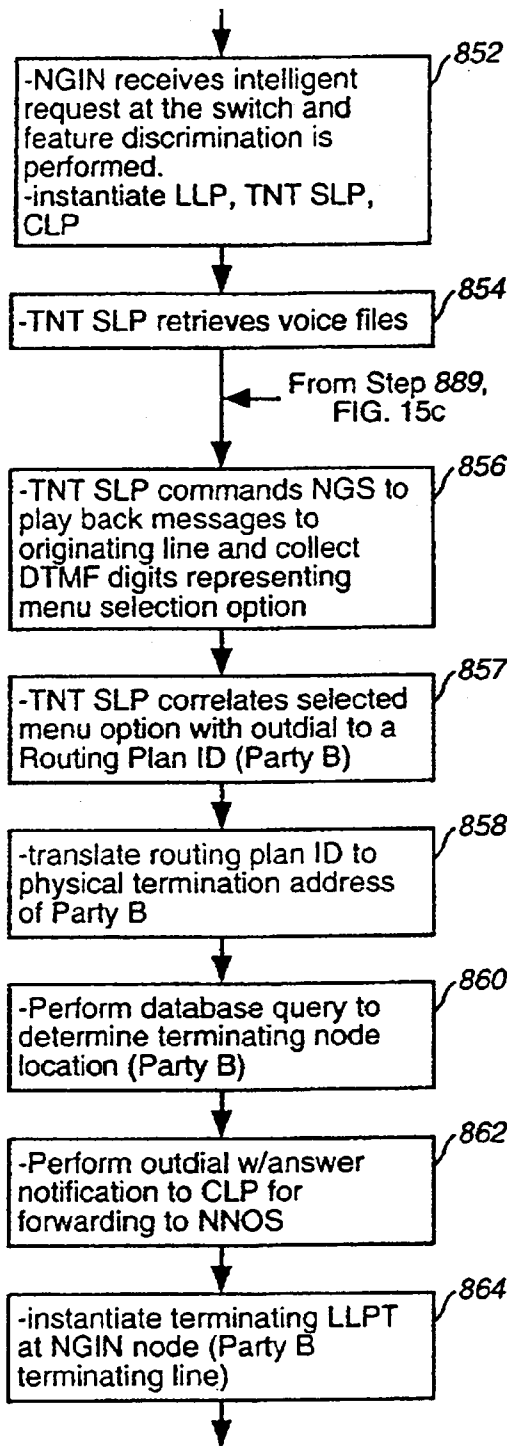 852
-NGIN receives intelligent
request at the switch and
feature discrimination is
performed.
-instantiate LLP, TNT SLP,
CLP
854
-TNT SLP retrieves voice files
From Step 889,
FIG. 15c
856
-TNT SLP commands NGS to
play back messages to
originating line and collect
DTMF digits representing
menu selection option
857
-TNT SLP correlates selected
menu option with outdial to a
Routing Plan ID (Party B)
858
-translate routing plan ID to
physical termination address
of Party B
860
-Perform database query to
determine terminating node
location (Party B)
862
-Perform outdial w/answer
notification to CLP for
forwarding to NNOS
864
-instantiate terminating LLPT
at NGIN node (Party B
terminating line)